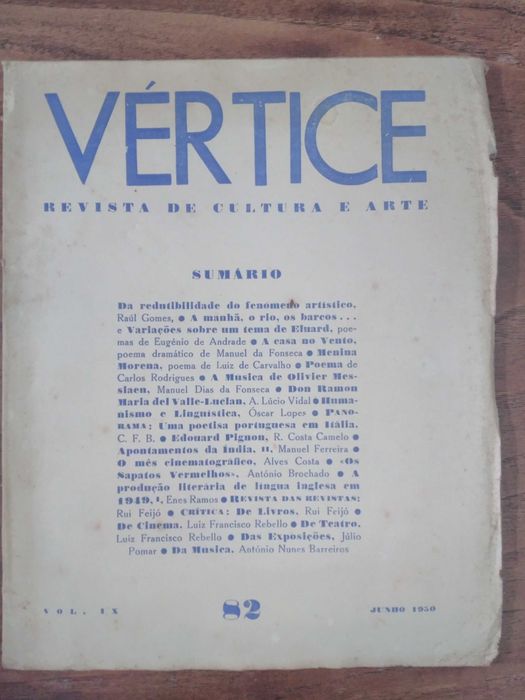 VÉRTICE
REVISTA DE CULTURA E ARTE
SUMÁRIO
Da redutibilidade do fenómeno artístico,
Raúl Gomes, ● A manhã, o rio, os barcos...
e Variações sobre um tema de Eluard, poe-
mas de Eugénio de Andrade ● A casa no Vento,
poema dramático de Manuel da Fonseca ● Menina
Morena, poema de Luiz de Carvalho ● Poema de
Carlos Rodrigues ● A Musica de Olivier Mes-
siaen, Manuel Dias da Fonseca ● Don Ramon
Maria del Valle-Luclan, A. Lúcio Vidal ● Huma-
nismo e Linguística, Óscar Lopes ● PANO-
RAMA: Uma poetisa portuguesa em Itália,
C. F. B. ● Edouard Pignon, R. Costa Camelo ●
Apontamentos da Índia, II, Manuel Ferreira ●
O mês cinematográfico, Alves Costa ● «Os
Sapatos Vermelhos», António Brochado ● A
produção literária de língua inglesa em
1949, I, Enes Ramos ● REVISTA DAS REVISTAS:
Rui Feijó ● CRÍTICA: De Livros, Rui Feijó ●
De Cinema, Luiz Francisco Rebello ● De Teatro,
Luiz Francisco Rebello ● Das Exposições, Júlio
Pomar ● Da Musica, António Nunes Barreiros
VOL. IX 82 JUNHO 1950